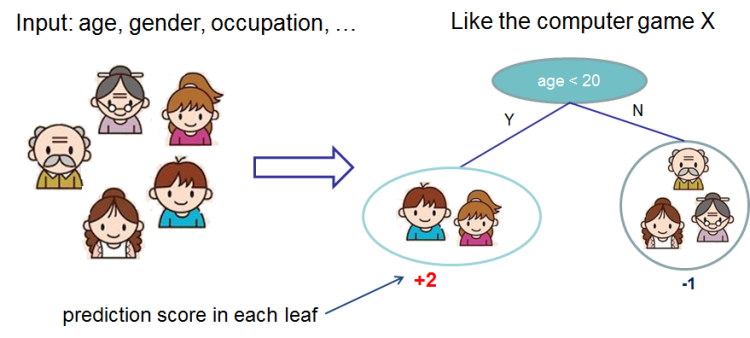 Input: age, gender, occupation, …
Like the computer game X
age < 20
Y
N
+2
-1
prediction score in each leaf